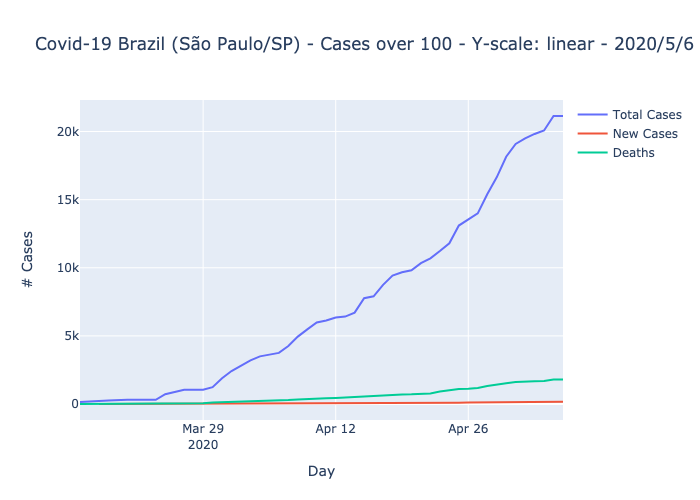 Covid-19 Brazil (São Paulo/SP) - Cases over 100 - Y-scale: linear - 2020/5/6
Total Cases
New Cases
Deaths
20k
15k
10k
5k
0
# Cases
Mar 29
2020
Apr 12
Apr 26
Day